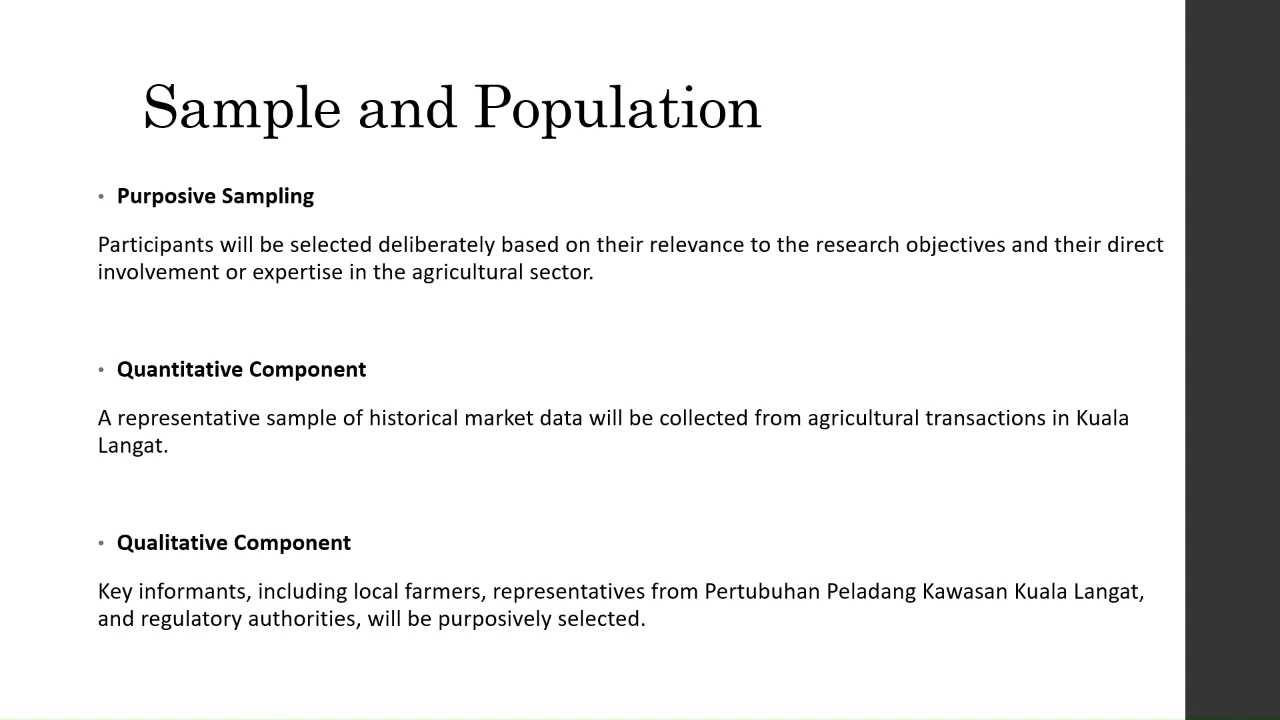 Sample and Population
• Purposive Sampling
Participants will be selected deliberately based on their relevance to the research objectives and their direct
involvement or expertise in the agricultural sector.
• Quantitative Component
A representative sample of historical market data will be collected from agricultural transactions in Kuala
Langat.
• Qualitative Component
Key informants, including local farmers, representatives from Pertubuhan Peladang Kawasan Kuala Langat,
and regulatory authorities, will be purposively selected.